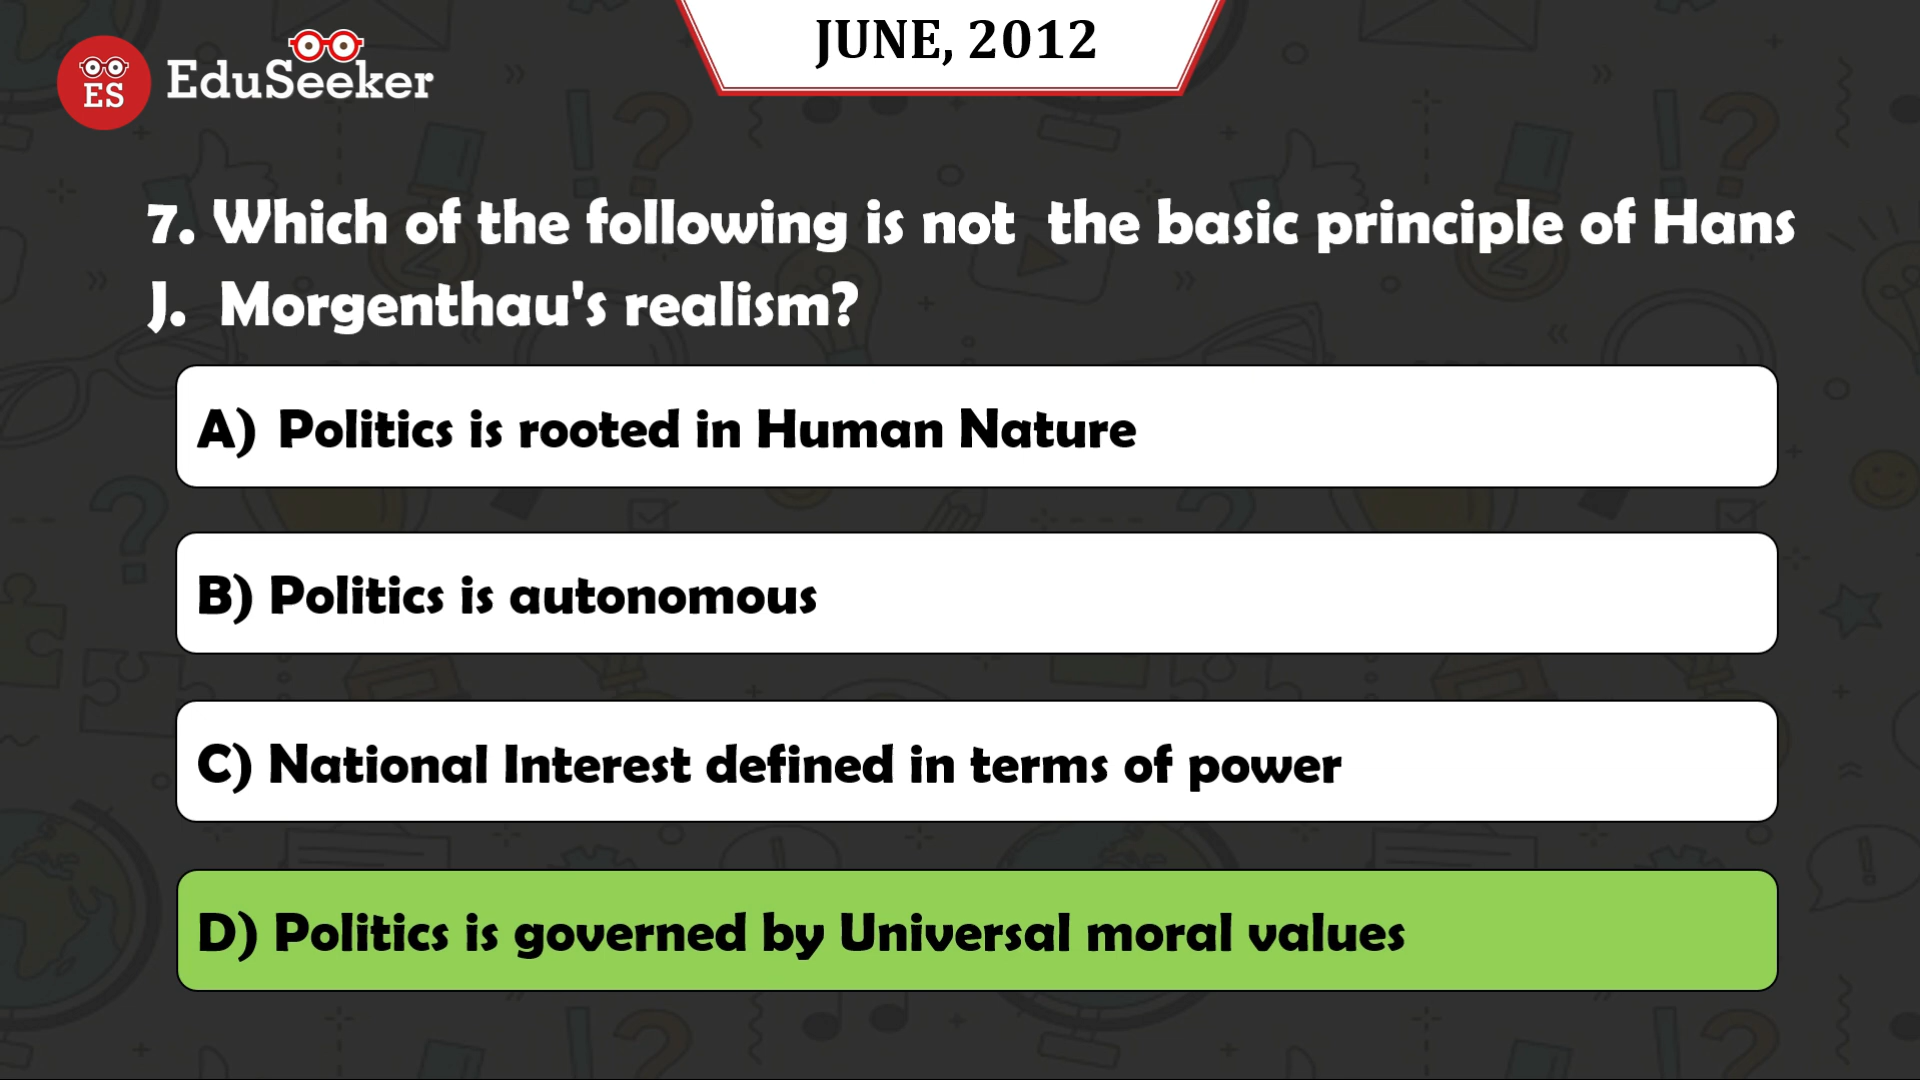 JUNE, 2012
ES
EduSeeker
7. Which of the following is not the basic principle of Hans
J. Morgenthau's realism?
A) Politics is rooted in Human Nature
B) Politics is autonomous
C) National Interest defined in terms of power
D) Politics is governed by Universal moral values